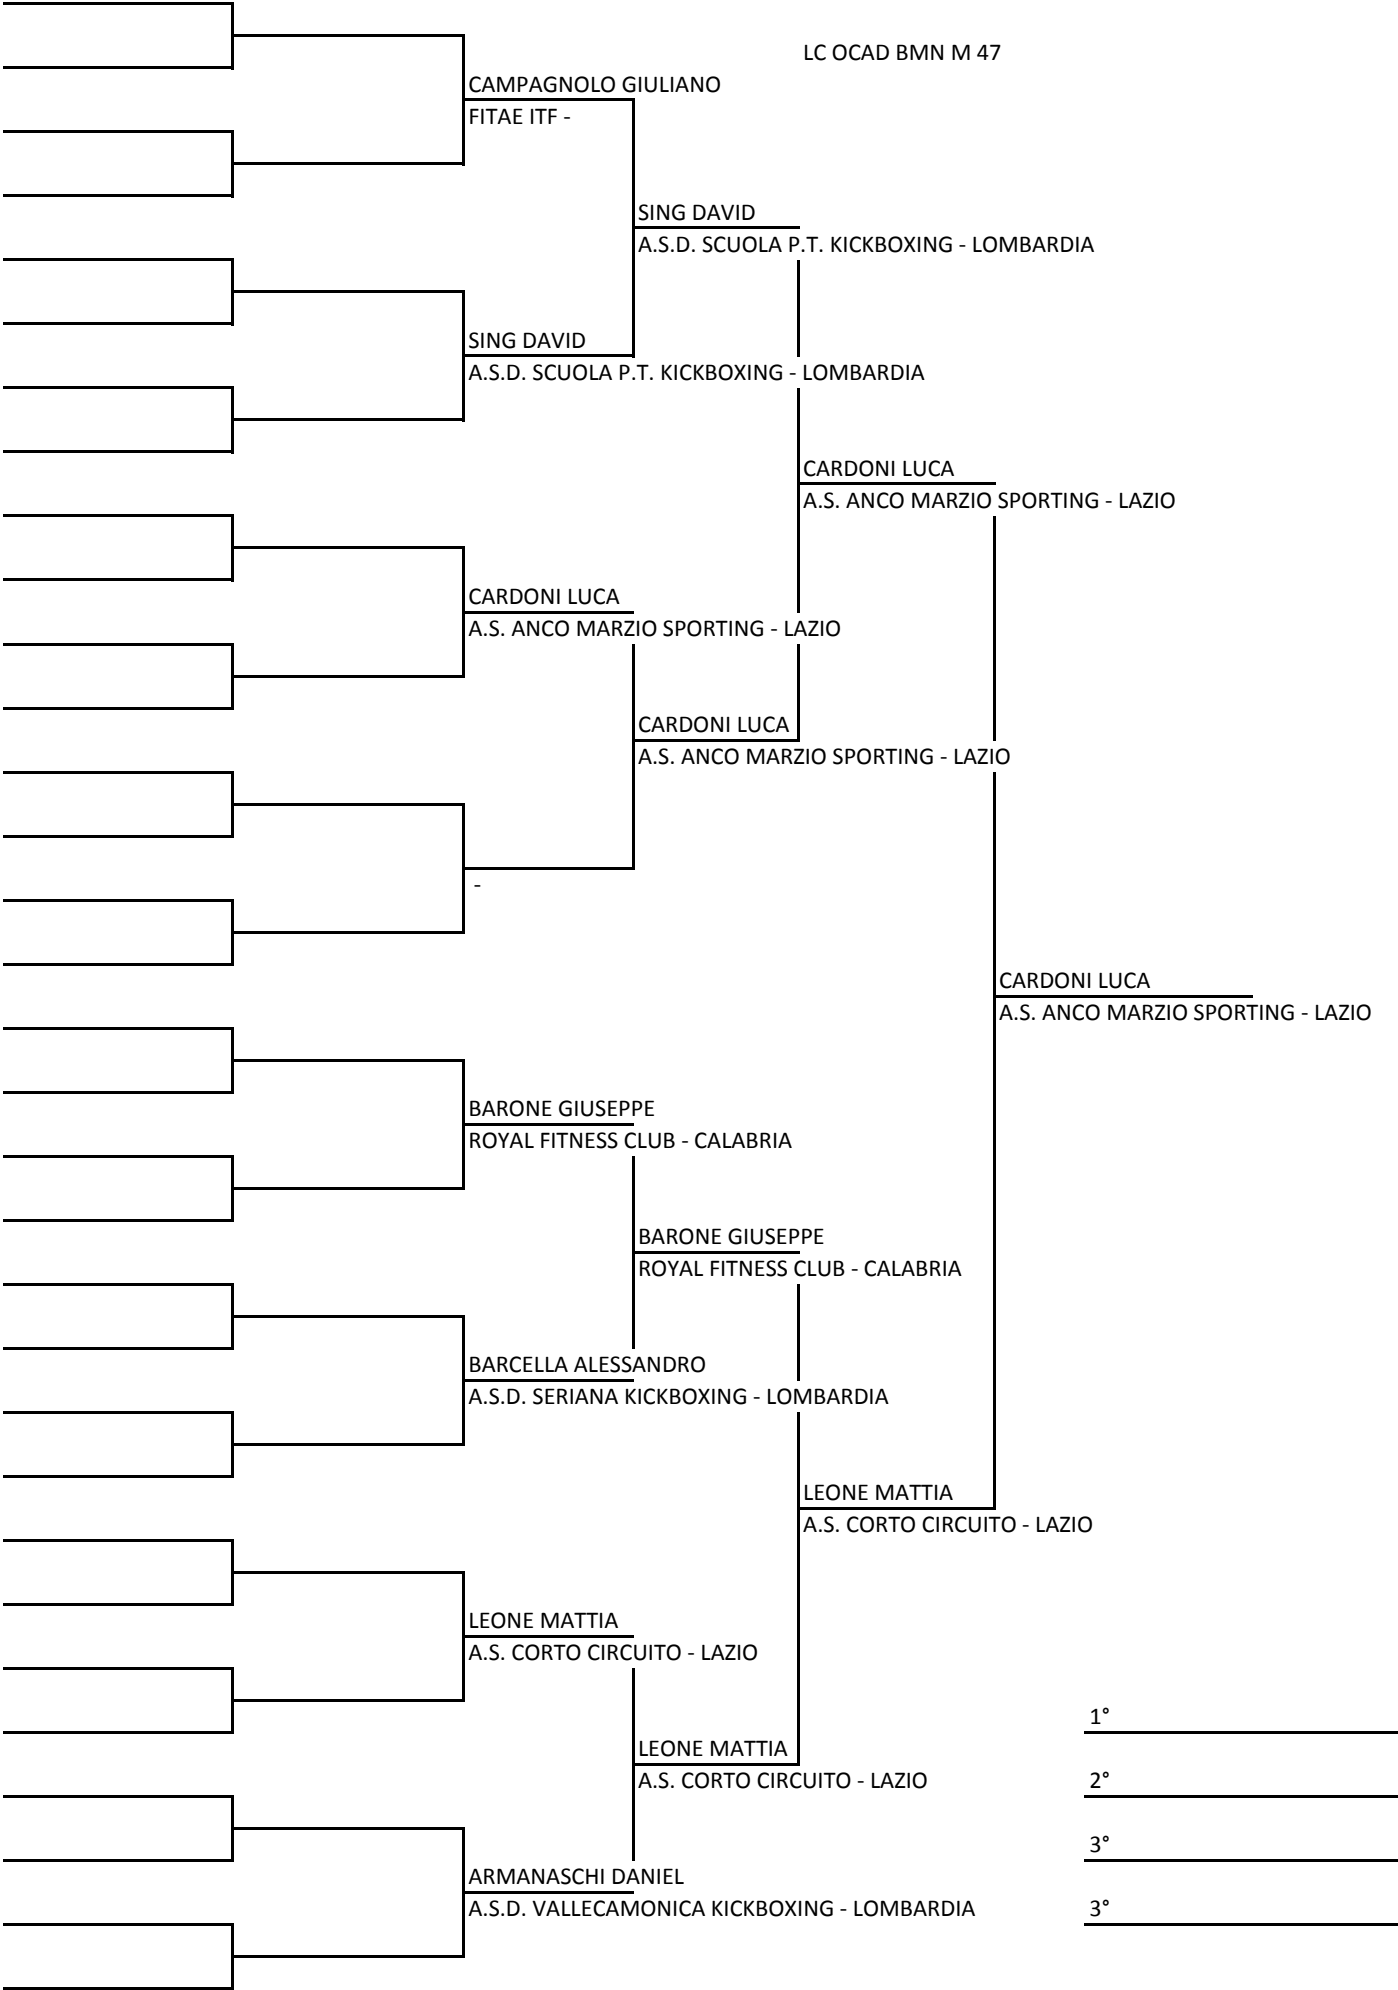 LC OCAD BMN M 47
CAMPAGNOLO GIULIANO
FITAE ITF -
SING DAVID
A.S.D. SCUOLA P.T. KICKBOXING - LOMBARDIA
SING DAVID
A.S.D. SCUOLA P.T. KICKBOXING - LOMBARDIA
CARDONI LUCA
A.S. ANCO MARZIO SPORTING - LAZIO
CARDONI LUCA
A.S. ANCO MARZIO SPORTING - LAZIO
CARDONI LUCA
A.S. ANCO MARZIO SPORTING - LAZIO
-
CARDONI LUCA
A.S. ANCO MARZIO SPORTING - LAZIO
BARONE GIUSEPPE
ROYAL FITNESS CLUB - CALABRIA
BARONE GIUSEPPE
ROYAL FITNESS CLUB - CALABRIA
BARCELLA ALESSANDRO
A.S.D. SERIANA KICKBOXING - LOMBARDIA
LEONE MATTIA
A.S. CORTO CIRCUITO - LAZIO
LEONE MATTIA
A.S. CORTO CIRCUITO - LAZIO
1°
LEONE MATTIA
A.S. CORTO CIRCUITO - LAZIO
2°
3°
ARMANASCHI DANIEL
A.S.D. VALLECAMONICA KICKBOXING - LOMBARDIA
3°